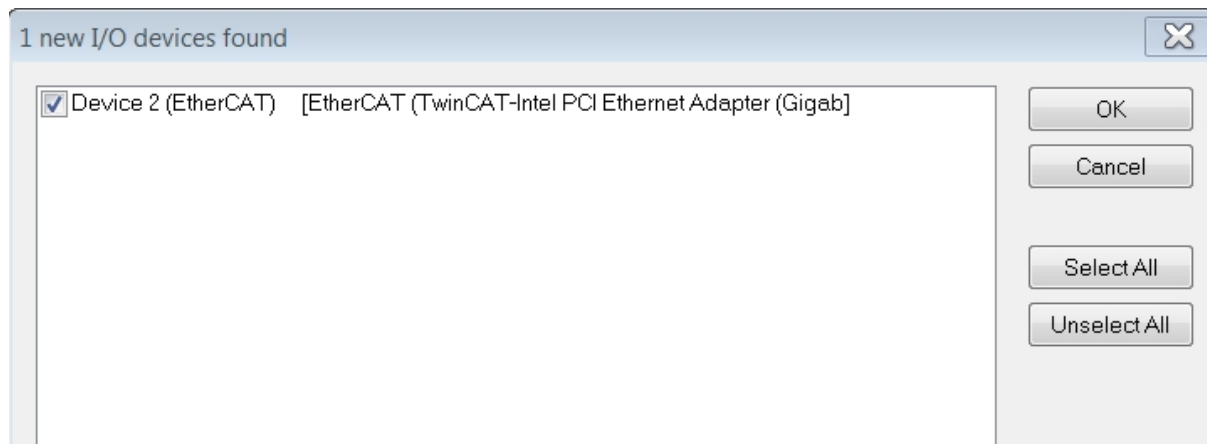 1 new I/O devices found
Device 2 (EtherCAT) [EtherCAT (TwinCAT-Intel PCI Ethernet Adapter (Gigab]
OK
Cancel
Select All
Unselect All